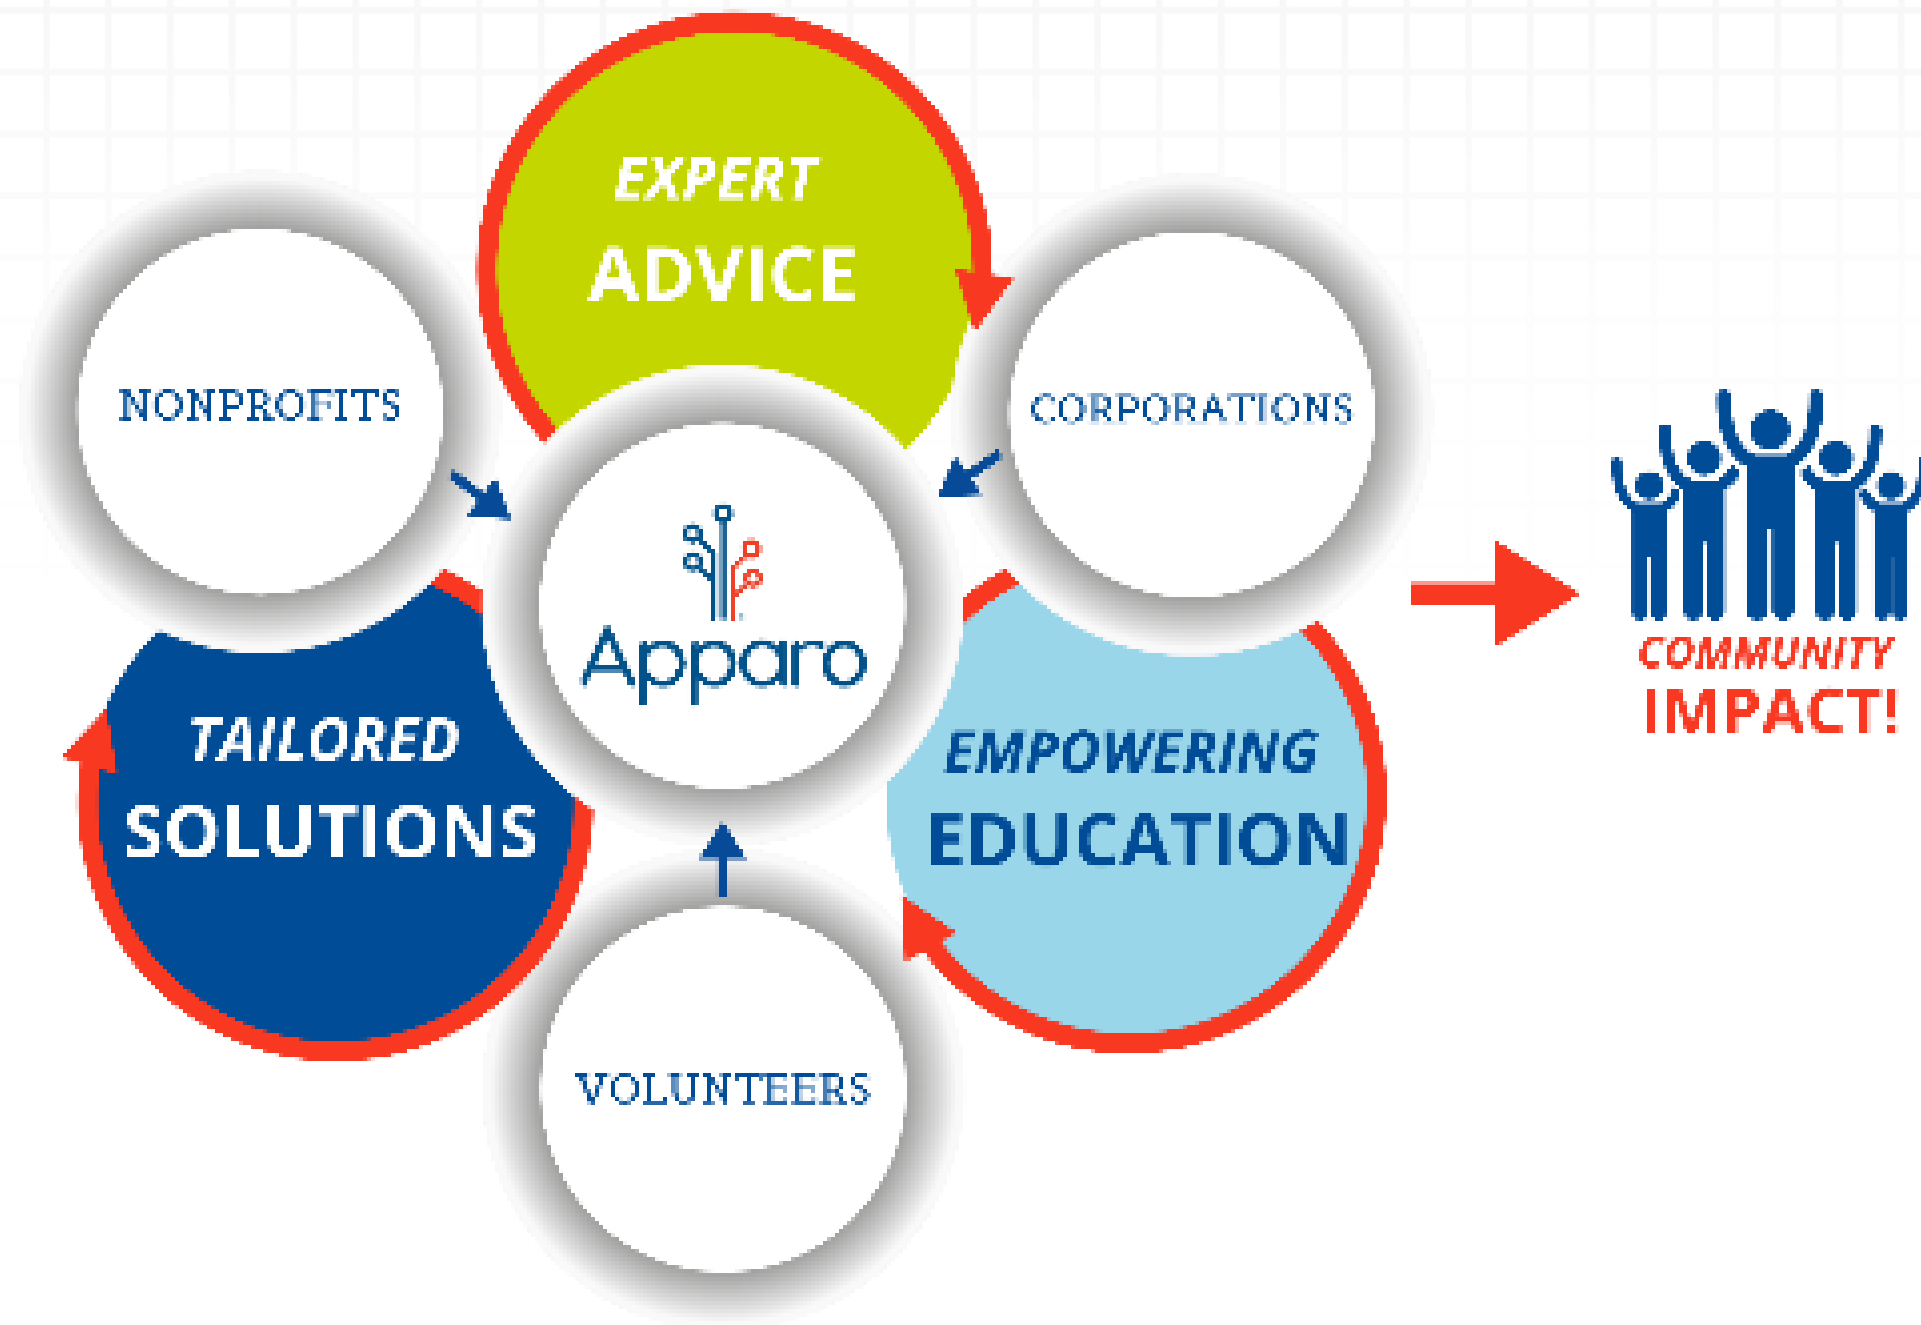 EXPERT
ADVICE
NONPROFITS
CORPORATIONS
Apparo
TAILORED
SOLUTIONS
EMPOWERING
EDUCATION
VOLUNTEERS
COMMUNITY
IMPACT!